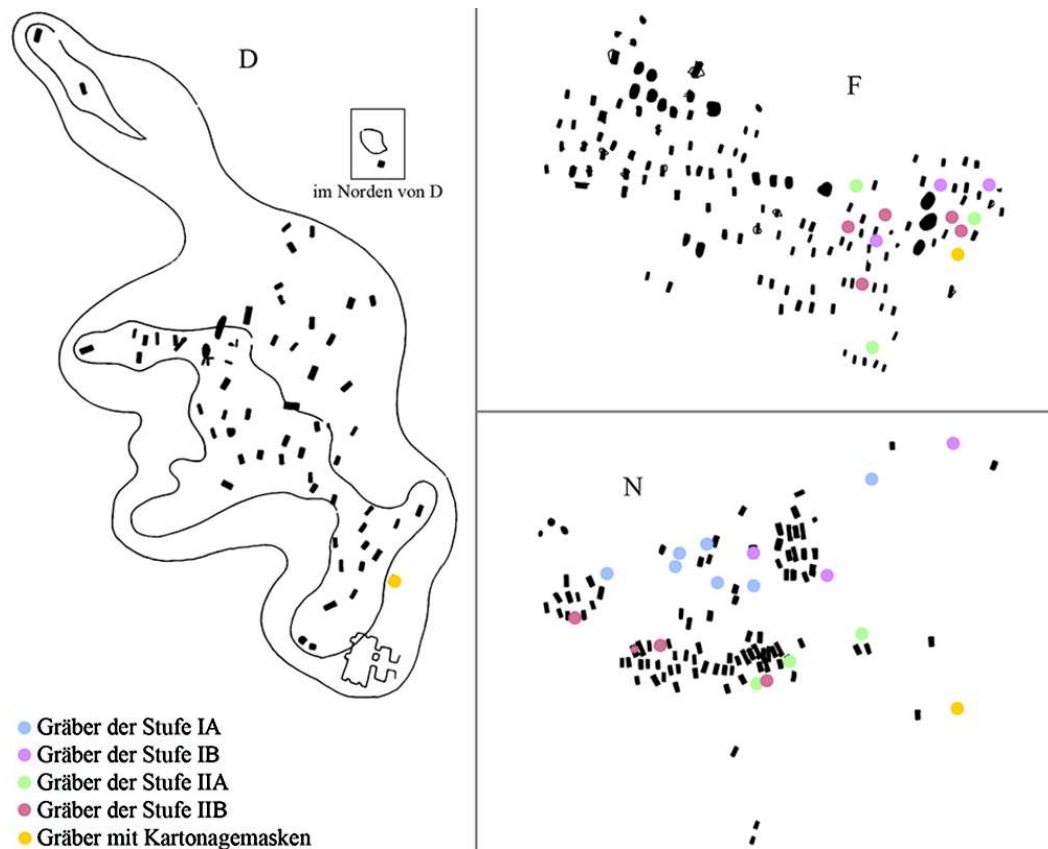 D
im Norden von D
F
N
Gräber der Stufe IA
Gräber der Stufe IB
Gräber der Stufe IIA
Gräber der Stufe IIB
Gräber mit Kartonagemasken